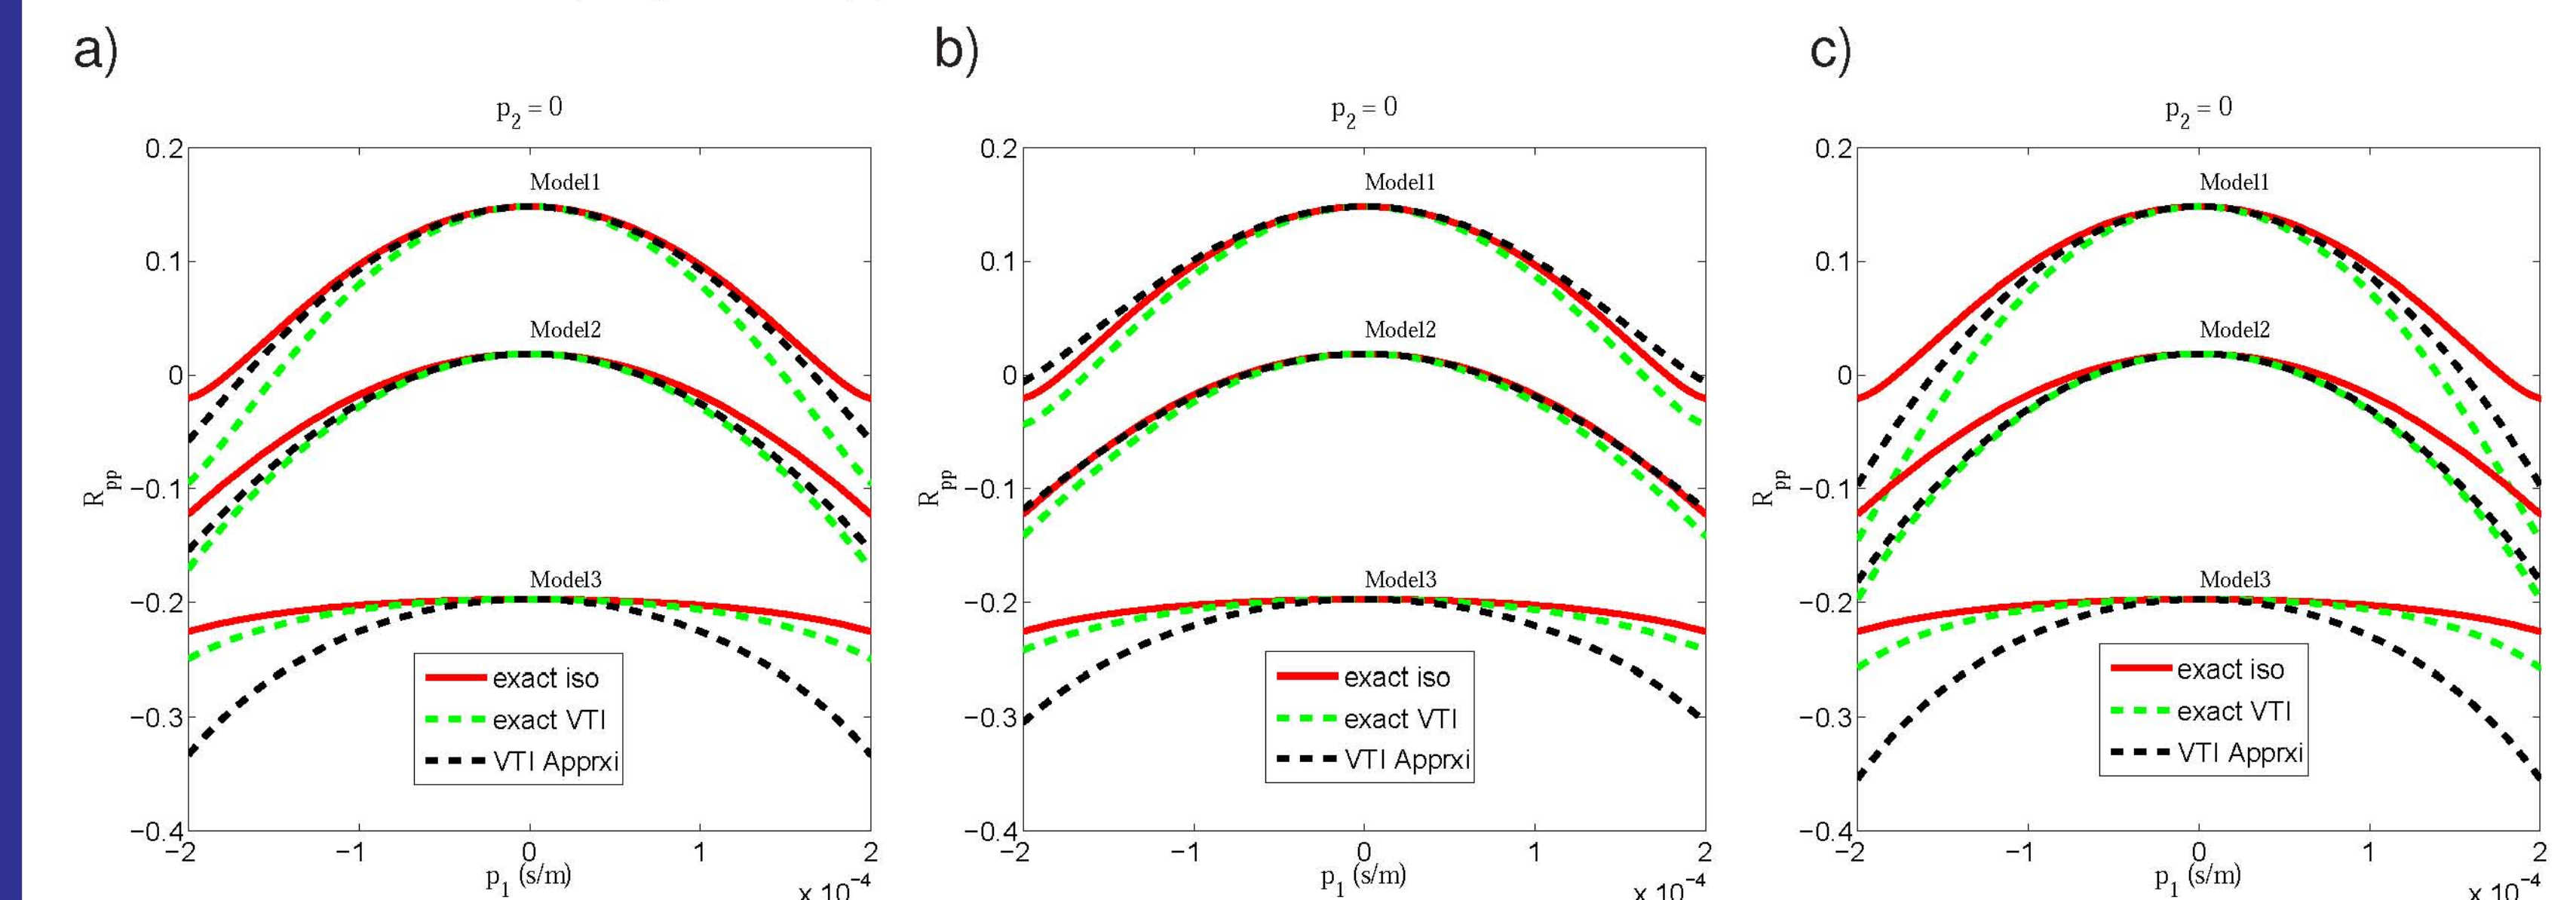 a)
p2 = 0
0.2
0.1
0
−0.1
−0.2
−0.3
−0.4
Rpp
Model1
Model2
Model3
exact iso
exact VTI
VTI Apprxi
−2 −1 0 1 2
p1 (s/m)
x 10−4
b)
p2 = 0
0.2
0.1
0
−0.1
−0.2
−0.3
−0.4
Rpp
Model1
Model2
Model3
exact iso
exact VTI
VTI Apprxi
−2 −1 0 1 2
p1 (s/m)
x 10−4
c)
p2 = 0
0.2
0.1
0
−0.1
−0.2
−0.3
−0.4
Rpp
Model1
Model2
Model3
exact iso
exact VTI
VTI Apprxi
−2 −1 0 1 2
p1 (s/m)
x 10−4